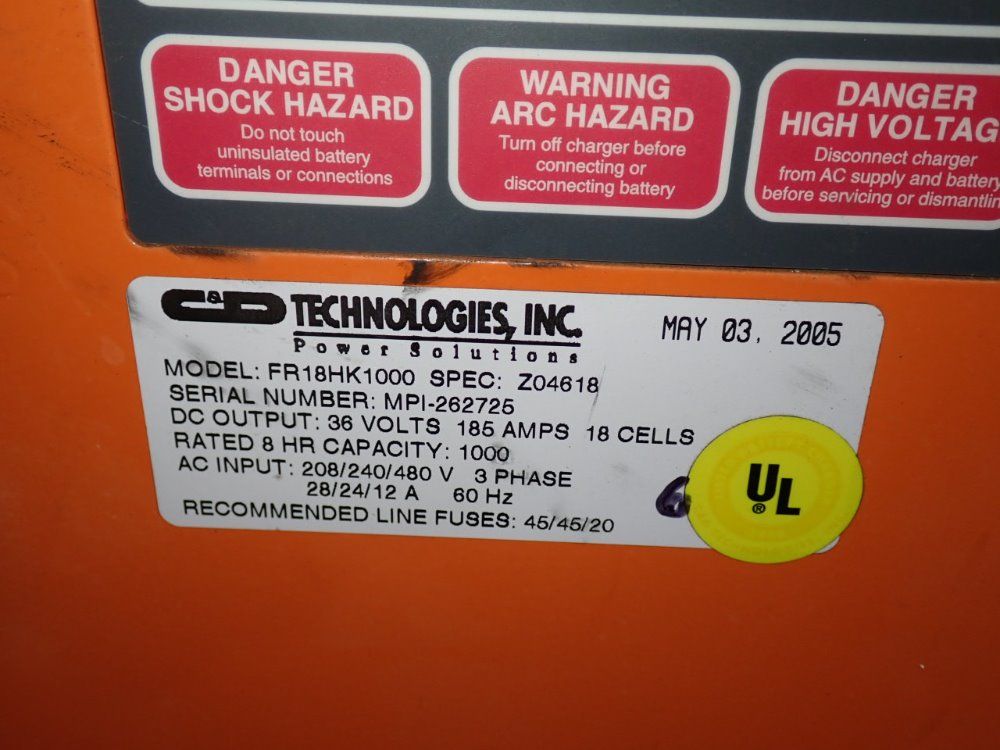 DANGER
SHOCK HAZARD
Do not touch
uninsulated battery
terminals or connections
WARNING
ARC HAZARD
Turn off charger before
connecting or
disconnecting battery
DANGER
HIGH VOLTAG
Disconnect charger
from AC supply and battery
before servicing or dismantlin
C&D TECHNOLOGIES, INC.
Power Solutions
MAY 03, 2005
MODEL: FR18HK1000 SPEC: Z04618
SERIAL NUMBER: MPI-262725
DC OUTPUT: 36 VOLTS 185 AMPS 18 CELLS
RATED 8 HR CAPACITY: 1000
AC INPUT: 208/240/480 V 3 PHASE
28/24/12 A 60 Hz
RECOMMENDED LINE FUSES: 45/45/20
UL
®